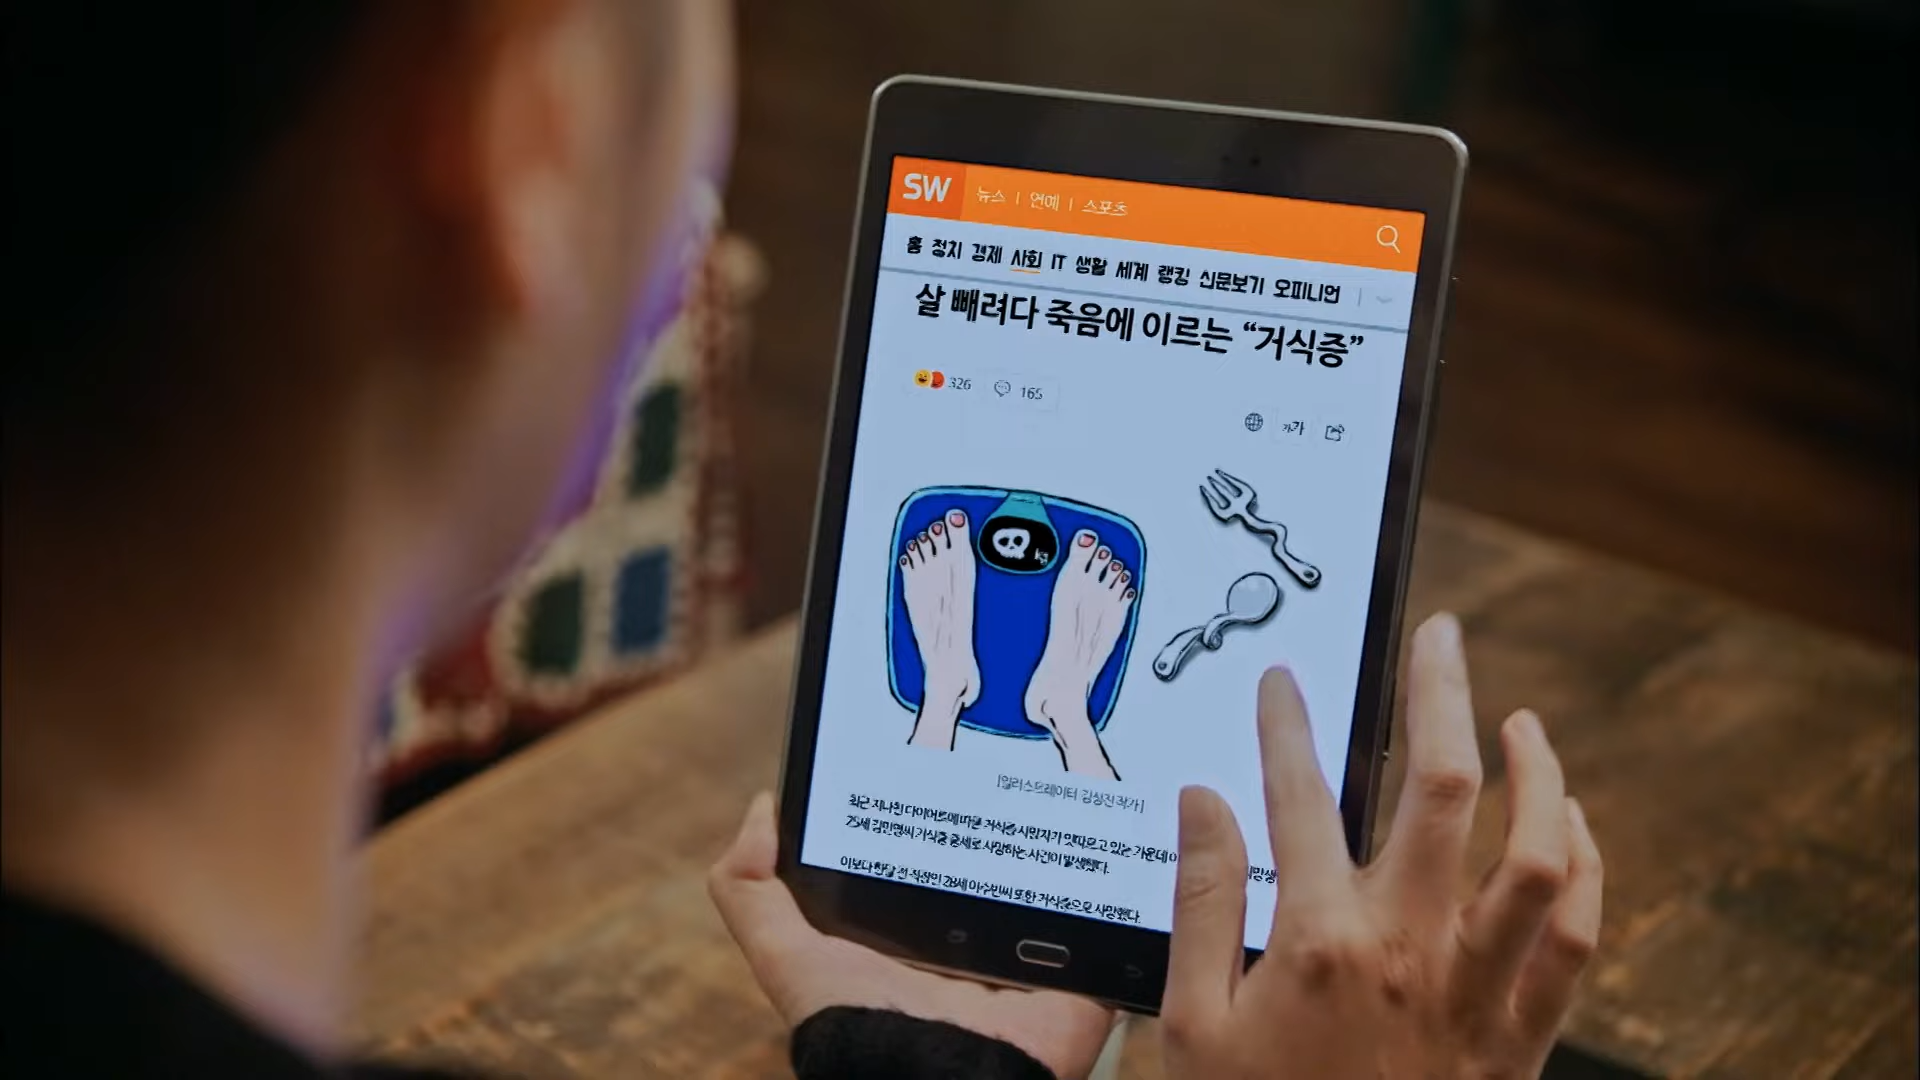 SW 뉴스 | 연예 | 스포츠
홈 정치 경제 사회 IT 생활 세계 랭킹 신문보기 오피니언
살 빼려다 죽음에 이르는 “거식증”
326 165
가가
kg
|일러스트레이터 김성진 작가|
최근 지나친 다이어트에 따른 거식증 사망자가 잇따르고 있는 가운데
25세 김민영씨 거식증 증세로 사망하는 사건이 발생했다.
이보다 한달 전 직장인 28세 이수빈씨 또한 거식증으로 사망했다.